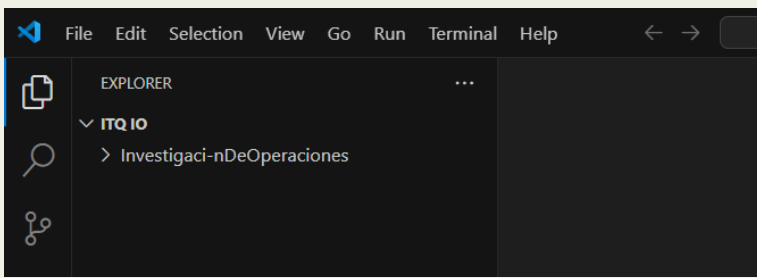 File Edit Selection View Go Run Terminal Help
EXPLORER
ITQ IO
Investigaci-nDeOperaciones